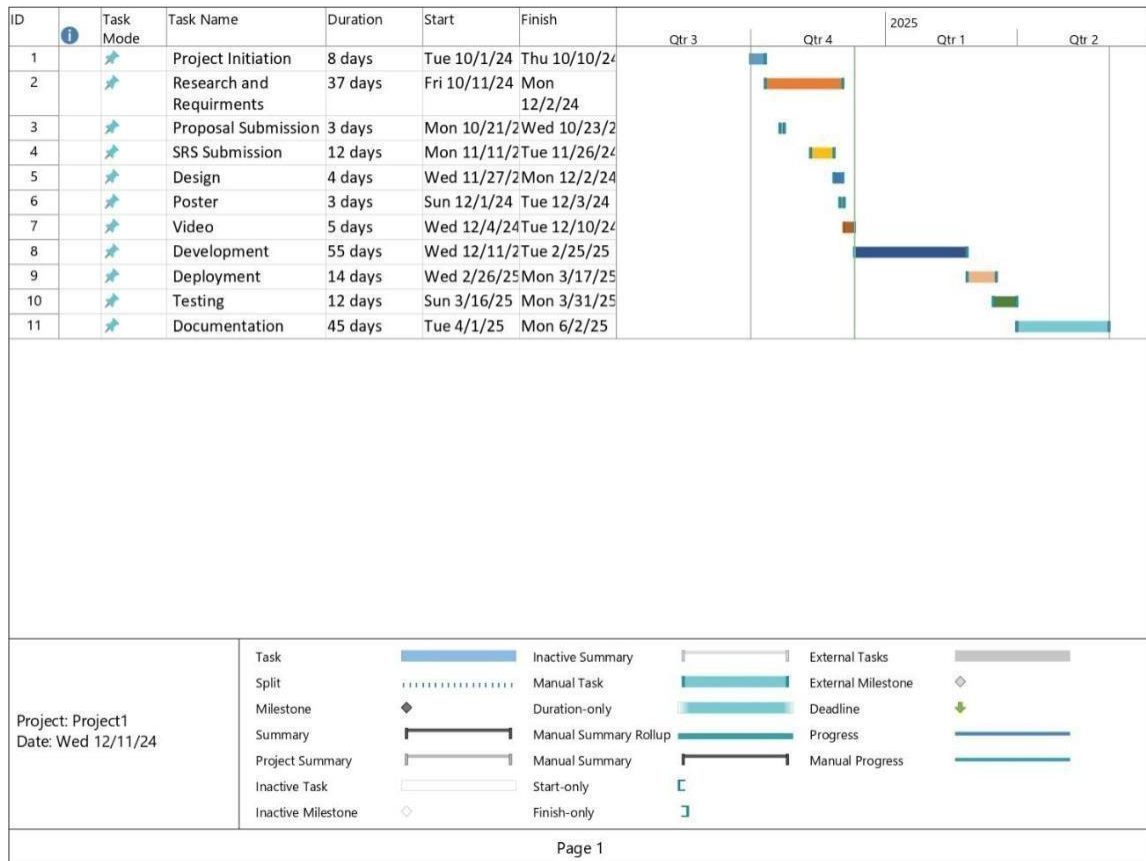 ID Task Mode Task Name Duration Start Finish
2025
Qtr 3 Qtr 4 Qtr 1 Qtr 2
1 Project Initiation 8 days Tue 10/1/24 Thu 10/10/24
2 Research and Requirments 37 days Fri 10/11/24 Mon 12/2/24
3 Proposal Submission 3 days Mon 10/21/2 Wed 10/23/2
4 SRS Submission 12 days Mon 11/11/2 Tue 11/26/24
5 Design 4 days Wed 11/27/2 Mon 12/2/24
6 Poster 3 days Sun 12/1/24 Tue 12/3/24
7 Video 5 days Wed 12/4/24 Tue 12/10/24
8 Development 55 days Wed 12/11/2 Tue 2/25/25
9 Deployment 14 days Wed 2/26/25 Mon 3/17/25
10 Testing 12 days Sun 3/16/25 Mon 3/31/25
11 Documentation 45 days Tue 4/1/25 Mon 6/2/25
Project: Project1
Date: Wed 12/11/24
Task Inactive Summary External Tasks
Split Manual Task External Milestone
Milestone Duration-only Deadline
Summary Manual Summary Rollup Progress
Project Summary Manual Summary Manual Progress
Inactive Task Start-only
Inactive Milestone Finish-only
Page 1